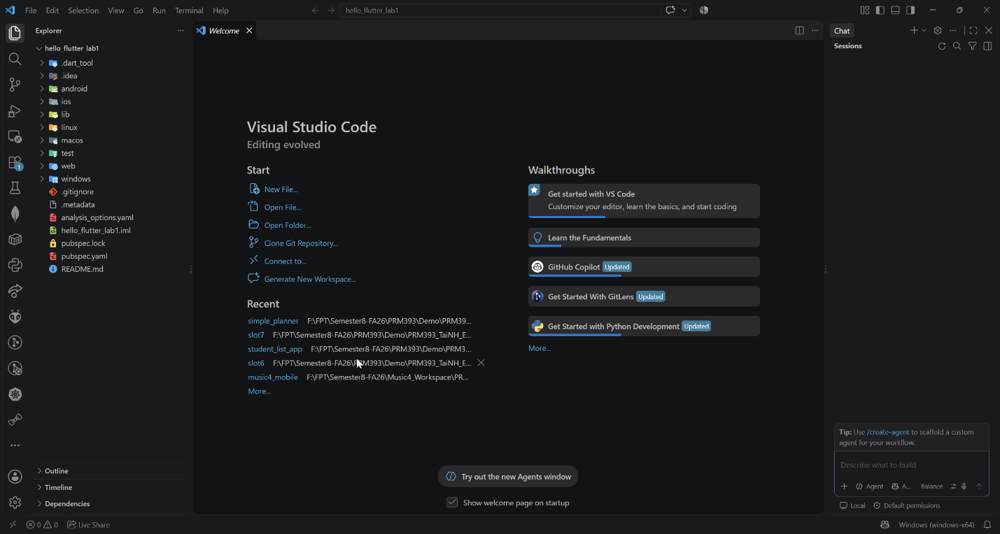 File Edit Selection View Go Run Terminal Help
hello_flutter_lab1
Explorer
hello_flutter_lab1
.dart_tool
.idea
android
ios
lib
linux
macos
test
web
windows
.gitignore
.metadata
analysis_options.yaml
hello_flutter_lab1.iml
pubspec.lock
pubspec.yaml
README.md
Outline
Timeline
Dependencies
1
Welcome
Visual Studio Code
Editing evolved
Start
New File...
Open File...
Open Folder...
Clone Git Repository...
Connect to...
Generate New Workspace...
Recent
simple_planner F:\FPT\Semester8-FA26\PRM393\Demo\PRM39...
slot7 F:\FPT\Semester8-FA26\PRM393\Demo\PRM393_TaiNH_E...
student_list_app F:\FPT\Semester8-FA26\PRM393\Demo\PRM3...
slot6 F:\FPT\Semester8-FA26\PRM393\Demo\PRM393_TaiNH_E...
music4_mobile F:\FPT\Semester8-FA26\Music4_Workspace\PR...
More...
Walkthroughs
Get started with VS Code
Customize your editor, learn the basics, and start coding
Learn the Fundamentals
GitHub Copilot Updated
Get Started With GitLens Updated
Get Started with Python Development Updated
More...
Try out the new Agents window
Show welcome page on startup
Chat
Sessions
Tip: Use /create-agent to scaffold a custom
agent for your workflow.
Describe what to build
Agent A... Balance
Local Default permissions
0 0 Live Share
Windows (windows-x64)